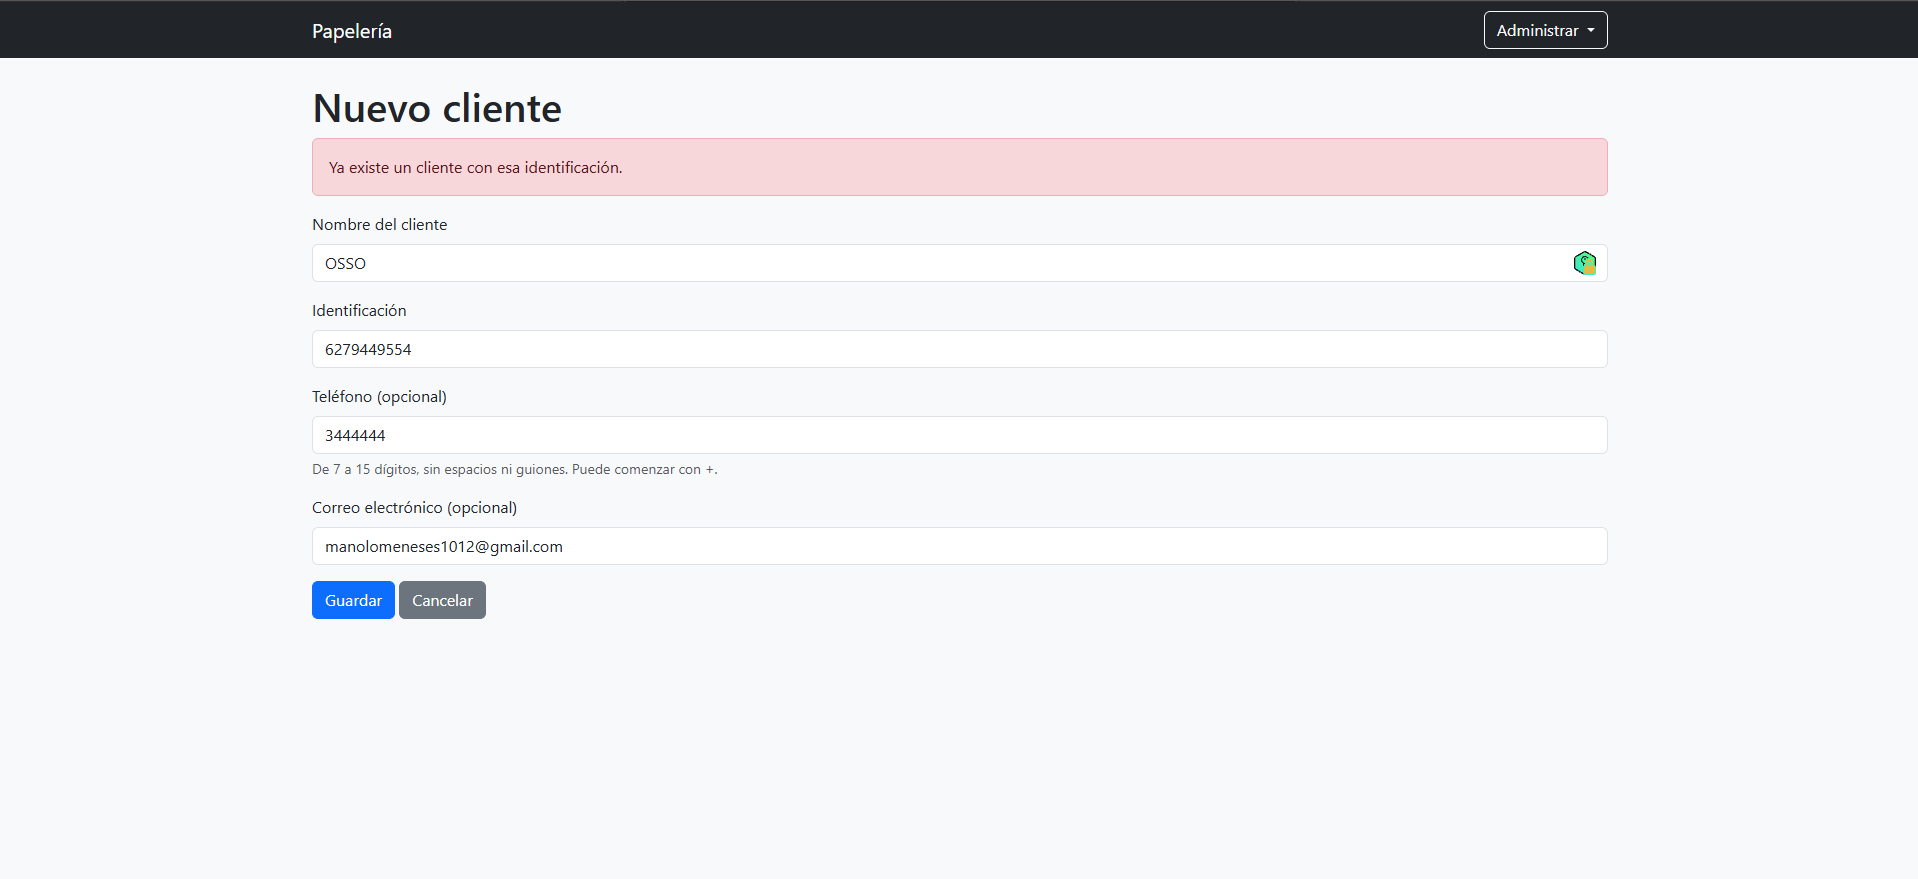 Papelería
Administrar
Nuevo cliente
Ya existe un cliente con esa identificación.
Nombre del cliente
OSSO
Identificación
6279449554
Teléfono (opcional)
3444444
De 7 a 15 dígitos, sin espacios ni guiones. Puede comenzar con +.
Correo electrónico (opcional)
manolomeneses1012@gmail.com
Guardar Cancelar